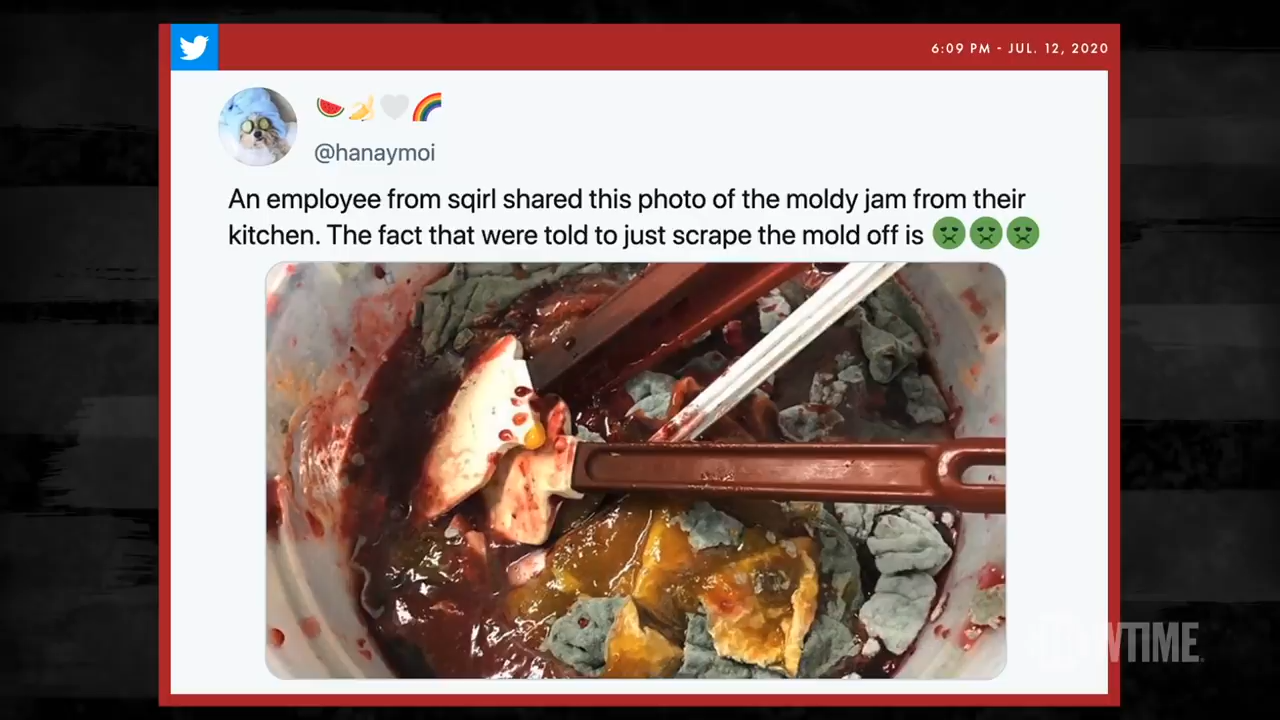 6:09 PM - JUL. 12, 2020
🍉🍌🤍🌈
@hanaymoi
An employee from sqirl shared this photo of the moldy jam from their
kitchen. The fact that were told to just scrape the mold off is 🤢🤢🤢
SHOWTIME